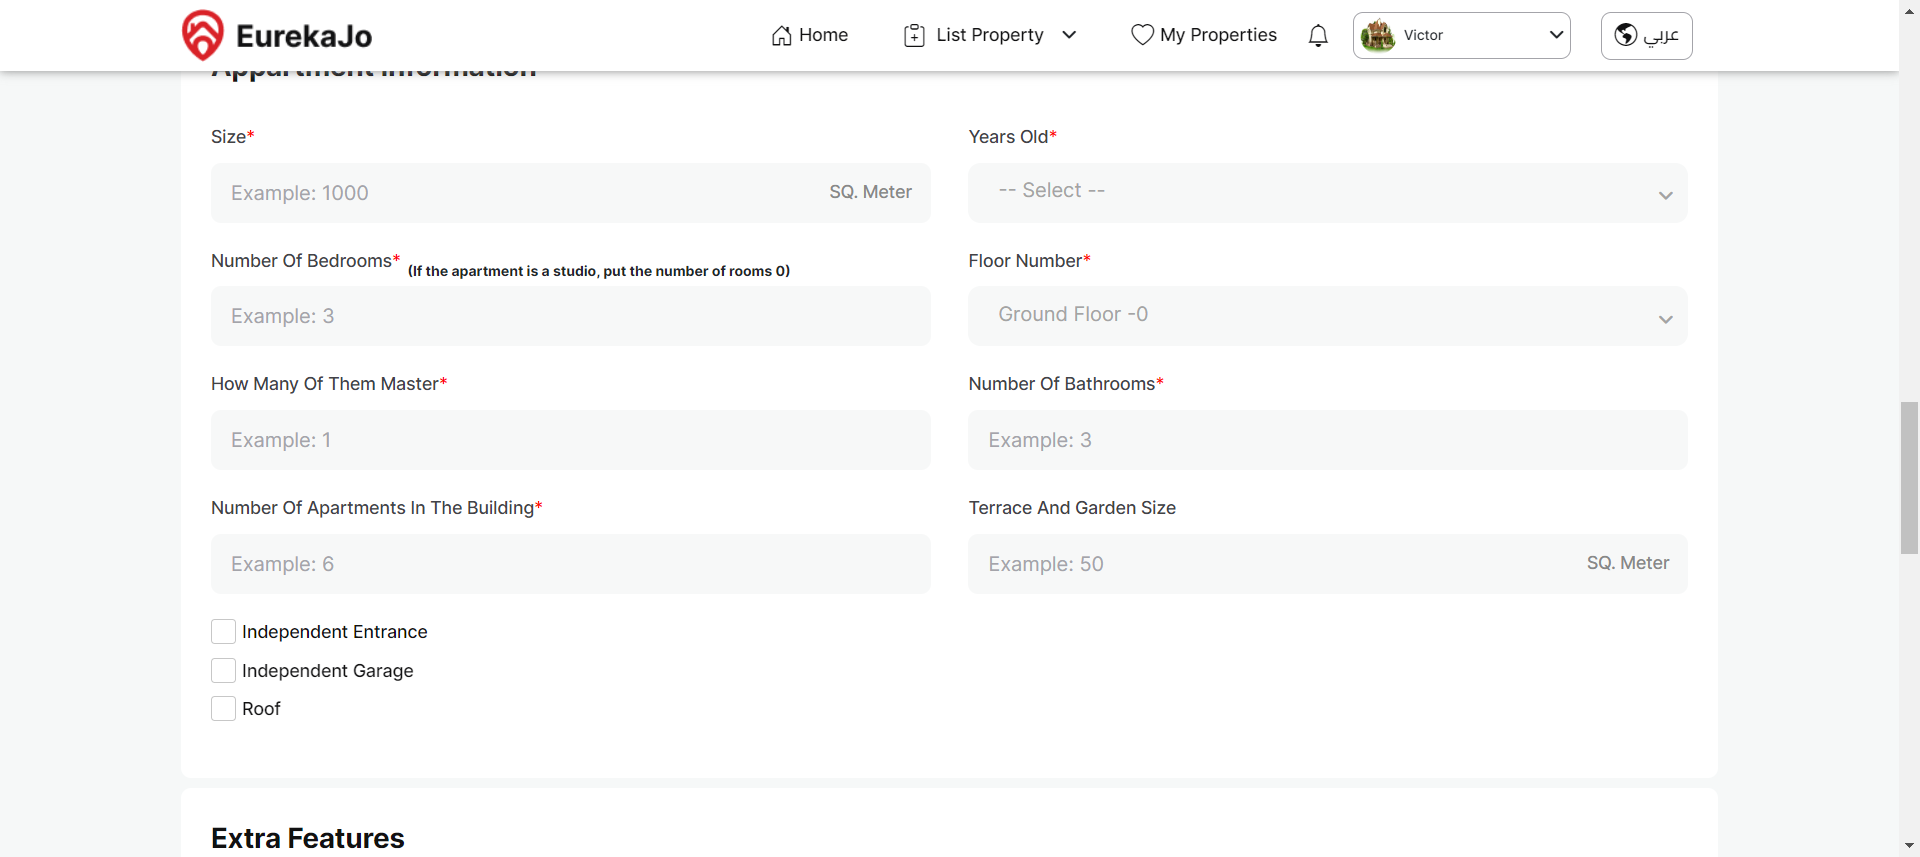 EurekaJo
Home
List Property
My Properties
Victor
عربي
Appartment Information
Size*
Years Old*
Example: 1000
SQ. Meter
-- Select --
Number Of Bedrooms* (If the apartment is a studio, put the number of rooms 0)
Floor Number*
Example: 3
Ground Floor -0
How Many Of Them Master*
Number Of Bathrooms*
Example: 1
Example: 3
Number Of Apartments In The Building*
Terrace And Garden Size
Example: 6
Example: 50
SQ. Meter
Independent Entrance
Independent Garage
Roof
Extra Features